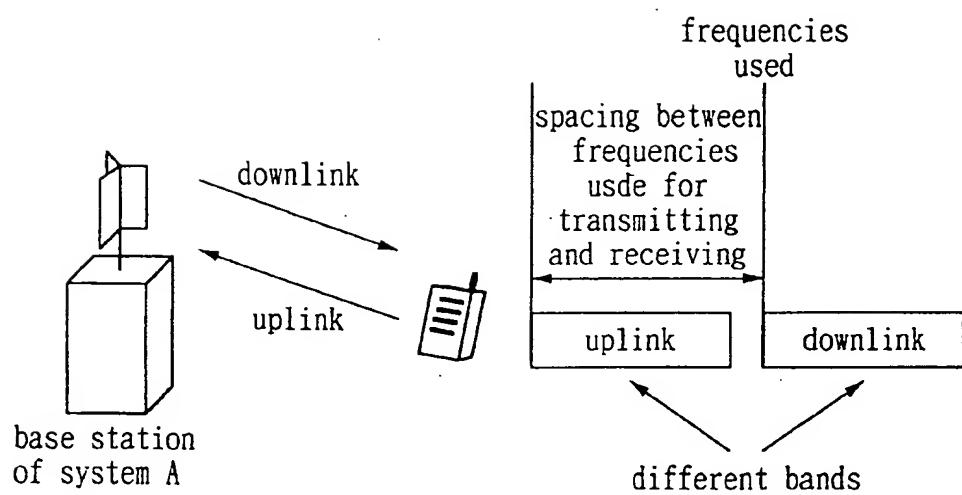 frequencies
used
spacing between
frequencies
usde for
transmitting
and receiving
downlink
uplink
uplink
downlink
base station
of system A
different bands